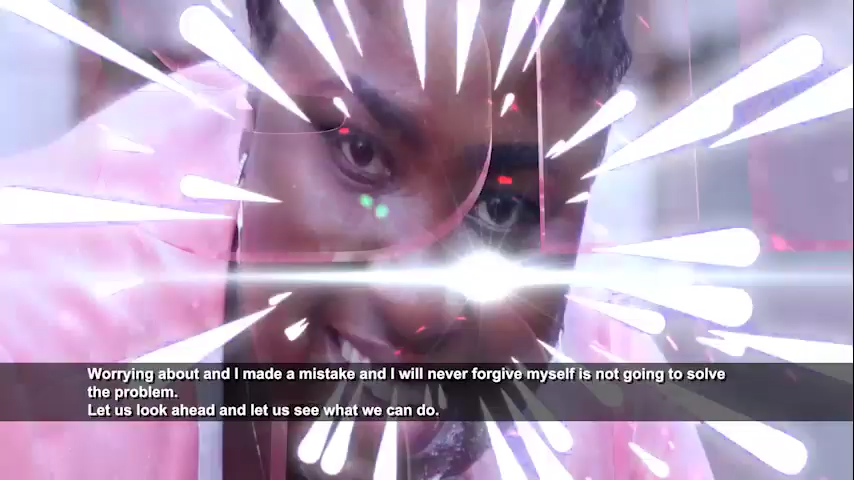 Worrying about and I made a mistake and I will never forgive myself is not going to solve
the problem.
Let us look ahead and let us see what we can do.